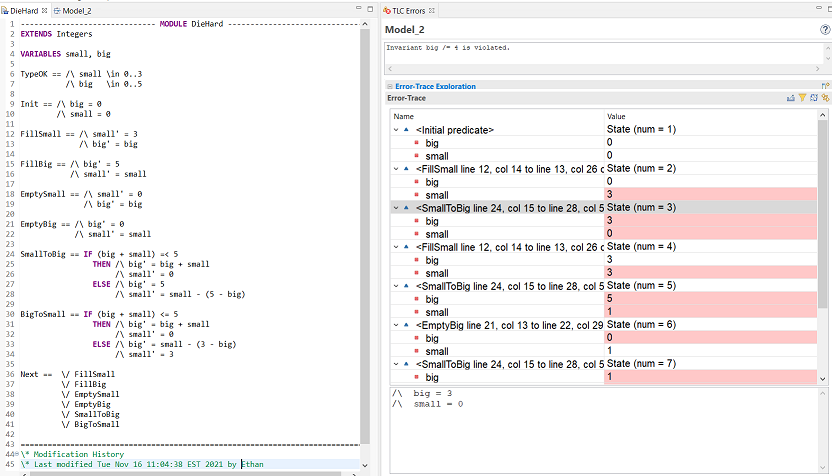 DieHard
Model_2
1 ---------------------------- MODULE DieHard ----------------------------
2 EXTENDS Integers
3
4 VARIABLES small, big
5
6 TypeOK == /\ small \in 0..3
7 /\ big \in 0..5
8
9 Init == /\ big = 0
10 /\ small = 0
11
12 FillSmall == /\ small' = 3
13 /\ big' = big
14
15 FillBig == /\ big' = 5
16 /\ small' = small
17
18 EmptySmall == /\ small' = 0
19 /\ big' = big
20
21 EmptyBig == /\ big' = 0
22 /\ small' = small
23
24 SmallToBig == IF (big + small) =< 5
25 THEN /\ big' = big + small
26 /\ small' = 0
27 ELSE /\ big' = 5
28 /\ small' = small - (5 - big)
29
30 BigToSmall == IF (big + small) <= 5
31 THEN /\ big' = big + small
32 /\ small' = 0
33 ELSE /\ big' = small - (3 - big)
34 /\ small' = 3
35
36 Next == \/ FillSmall
37 \/ FillBig
38 \/ EmptySmall
39 \/ EmptyBig
40 \/ SmallToBig
41 \/ BigToSmall
42
43 ========================================================================
44 \* Modification History
45 \* Last modified Tue Nov 16 11:04:38 EST 2021 by Ethan
TLC Errors
Model_2
Invariant big /= 4 is violated.
Error-Trace Exploration
Error-Trace
Name Value
<Initial predicate> State (num = 1)
big 0
small 0
<FillSmall line 12, col 14 to line 13, col 26 c State (num = 2)
big 0
small 3
<SmallToBig line 24, col 15 to line 28, col 5 State (num = 3)
big 3
small 0
<FillSmall line 12, col 14 to line 13, col 26 c State (num = 4)
big 3
small 3
<SmallToBig line 24, col 15 to line 28, col 5 State (num = 5)
big 5
small 1
<EmptyBig line 21, col 13 to line 22, col 29 State (num = 6)
big 0
small 1
<SmallToBig line 24, col 15 to line 28, col 5 State (num = 7)
big 1
/\ big = 3
/\ small = 0